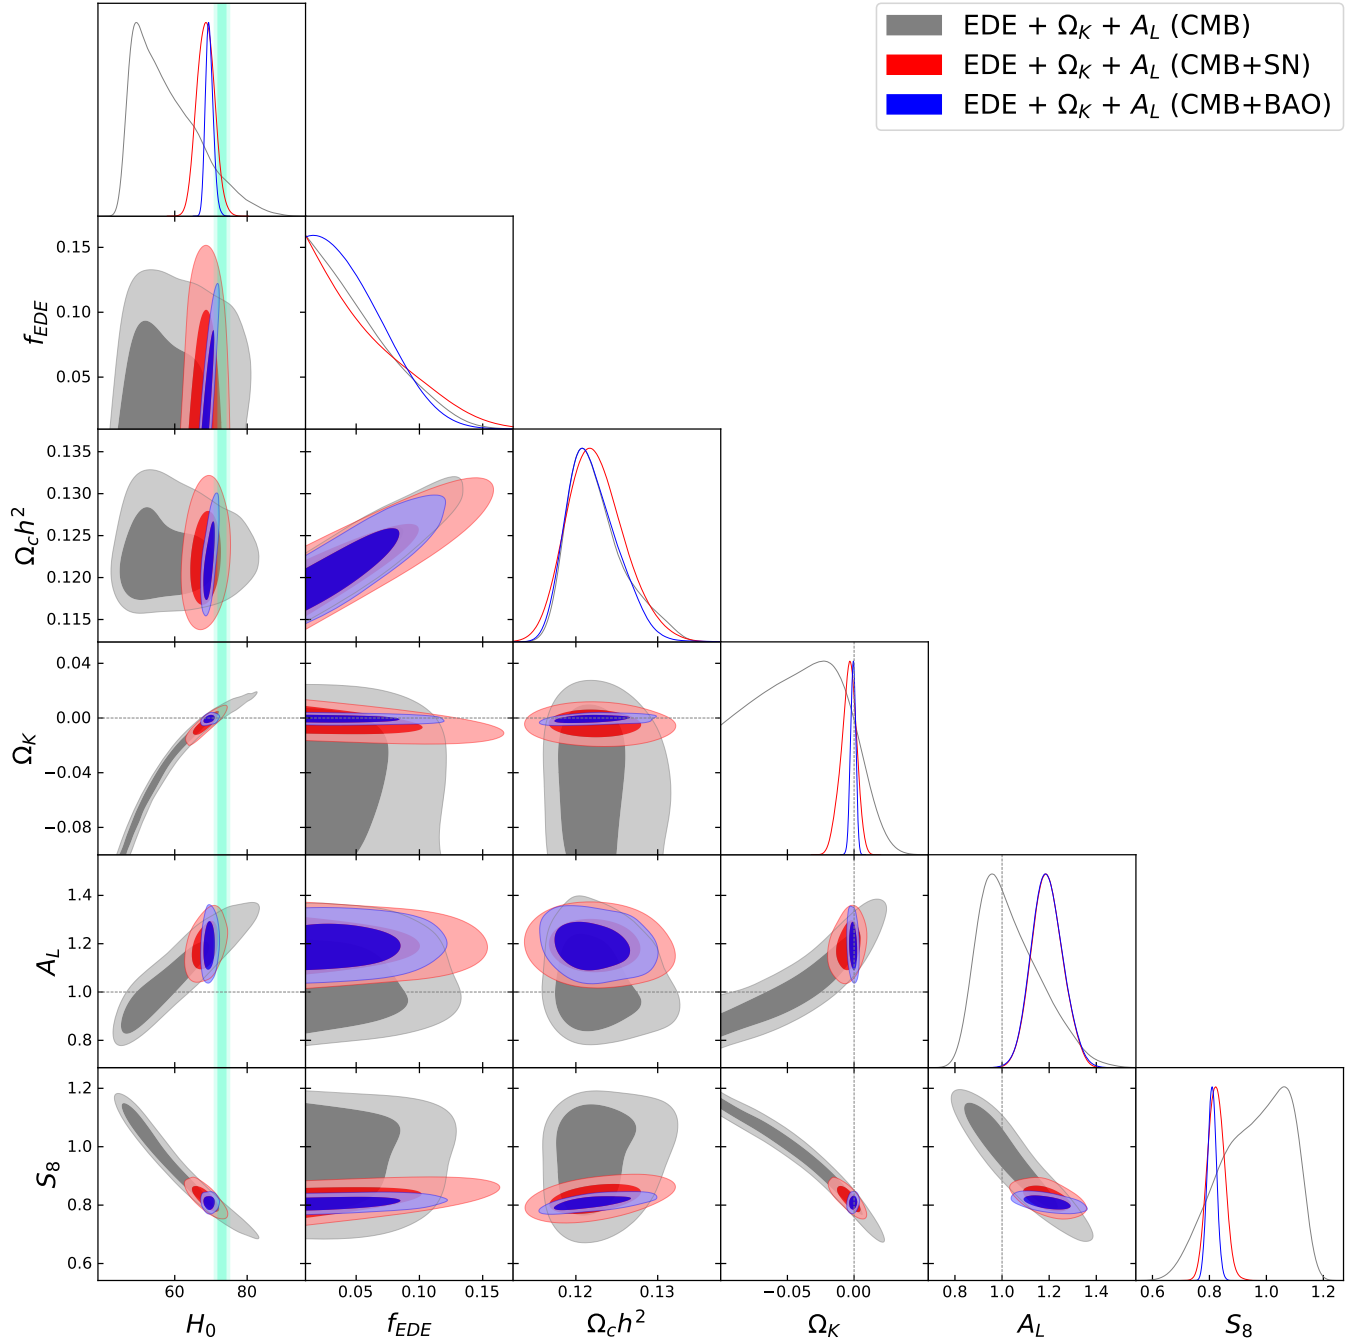 EDE + Ω_K + A_L (CMB)
EDE + Ω_K + A_L (CMB+SN)
EDE + Ω_K + A_L (CMB+BAO)
0.15
0.10
0.05
f_EDE
0.135
0.130
0.125
0.120
0.115
Ω_c h²
0.04
0.00
−0.04
−0.08
Ω_K
1.4
1.2
1.0
0.8
A_L
1.2
1.0
0.8
0.6
S_8
60 80 0.05 0.10 0.15 0.12 0.13 −0.05 0.00 0.8 1.0 1.2 1.4 0.6 0.8 1.0 1.2
H_0 f_EDE Ω_c h² Ω_K A_L S_8